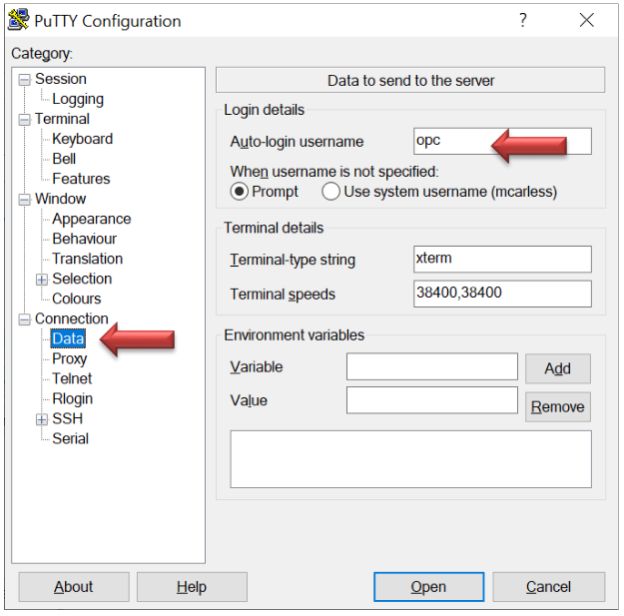 PuTTY Configuration
?
Category:
Session
Logging
Terminal
Keyboard
Bell
Features
Window
Appearance
Behaviour
Translation
Selection
Colours
Connection
Data
Proxy
Telnet
Rlogin
SSH
Serial
Data to send to the server
Login details
Auto-login username opc
When username is not specified:
Prompt Use system username (mcarless)
Terminal details
Terminal-type string xterm
Terminal speeds 38400,38400
Environment variables
Variable Add
Value Remove
About Help Open Cancel